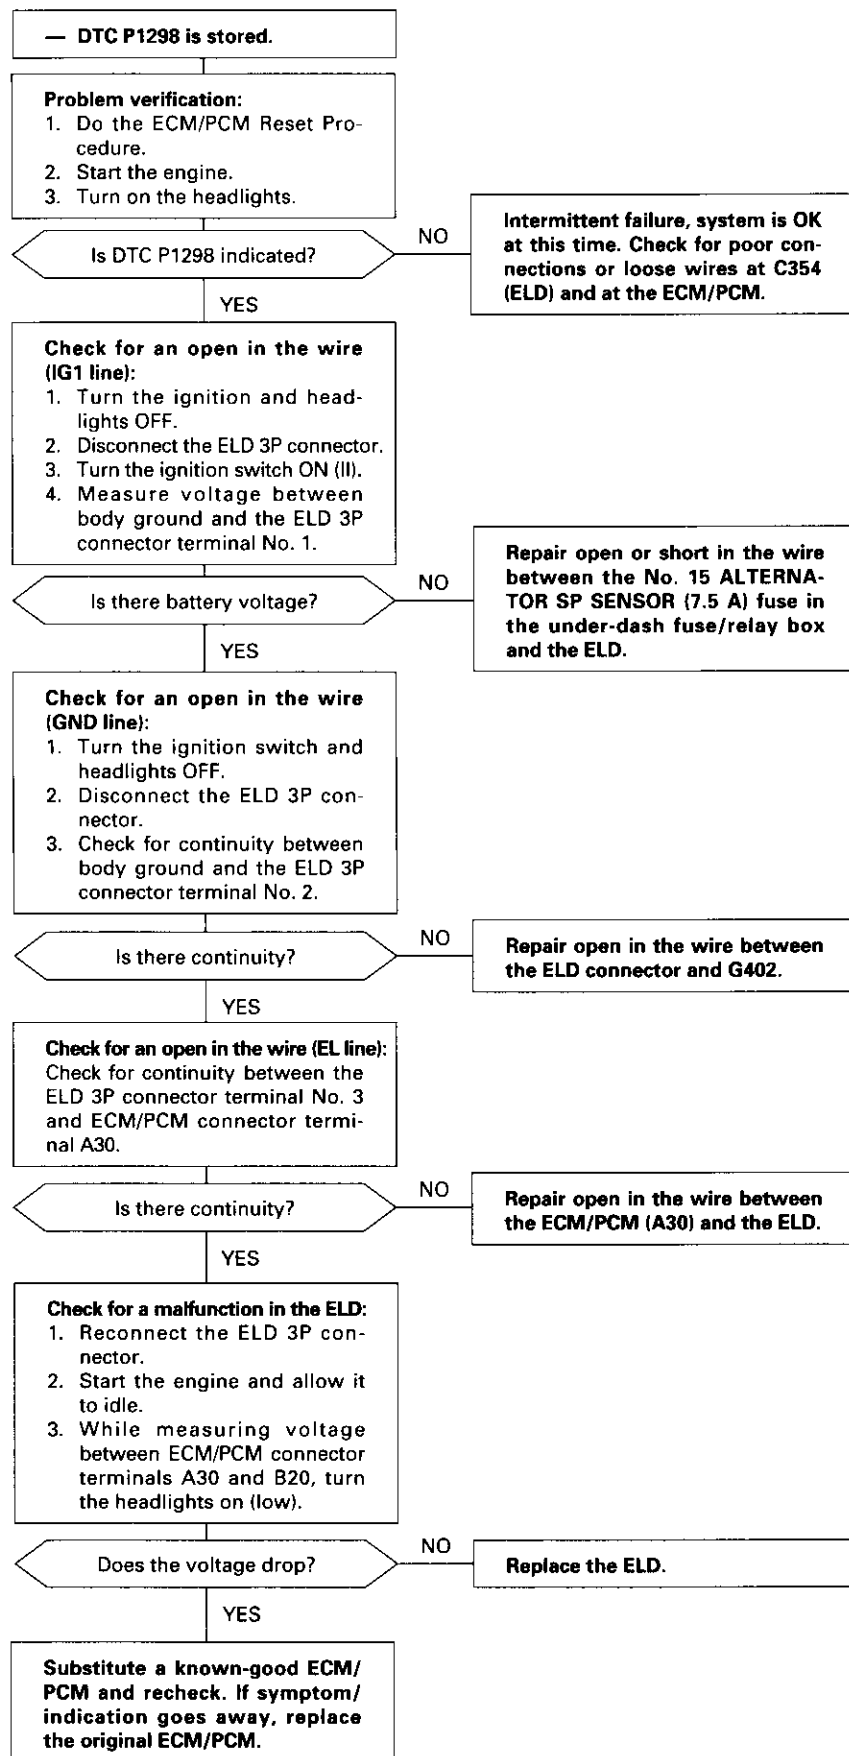 — DTC P1298 is stored.
Problem verification:
1. Do the ECM/PCM Reset Pro-
cedure.
2. Start the engine.
3. Turn on the headlights.
Is DTC P1298 indicated?
NO
Intermittent failure, system is OK
at this time. Check for poor con-
nections or loose wires at C354
(ELD) and at the ECM/PCM.
YES
Check for an open in the wire
(IG1 line):
1. Turn the ignition and head-
lights OFF.
2. Disconnect the ELD 3P connector.
3. Turn the ignition switch ON (II).
4. Measure voltage between
body ground and the ELD 3P
connector terminal No. 1.
Is there battery voltage?
NO
Repair open or short in the wire
between the No. 15 ALTERNA-
TOR SP SENSOR (7.5 A) fuse in
the under-dash fuse/relay box
and the ELD.
YES
Check for an open in the wire
(GND line):
1. Turn the ignition switch and
headlights OFF.
2. Disconnect the ELD 3P con-
nector.
3. Check for continuity between
body ground and the ELD 3P
connector terminal No. 2.
Is there continuity?
NO
Repair open in the wire between
the ELD connector and G402.
YES
Check for an open in the wire (EL line):
Check for continuity between the
ELD 3P connector terminal No. 3
and ECM/PCM connector termi-
nal A30.
Is there continuity?
NO
Repair open in the wire between
the ECM/PCM (A30) and the ELD.
YES
Check for a malfunction in the ELD:
1. Reconnect the ELD 3P con-
nector.
2. Start the engine and allow it
to idle.
3. While measuring voltage
between ECM/PCM connector
terminals A30 and B20, turn
the headlights on (low).
Does the voltage drop?
NO
Replace the ELD.
YES
Substitute a known-good ECM/
PCM and recheck. If symptom/
indication goes away, replace
the original ECM/PCM.